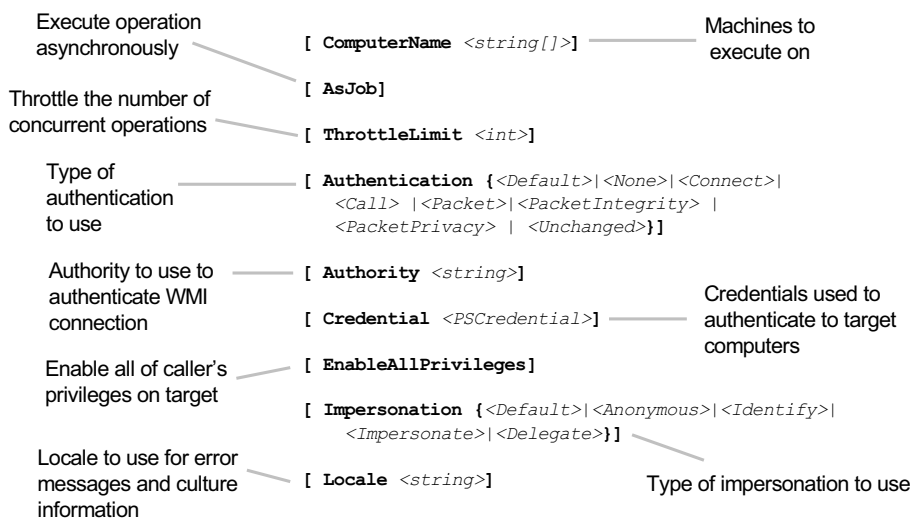 Execute operation
asynchronously
[ ComputerName <string[]>]
Machines to
execute on
[ AsJob]
Throttle the number of
concurrent operations
[ ThrottleLimit <int>]
Type of
authentication
to use
[ Authentication {<Default>|<None>|<Connect>|
<Call> |<Packet>|<PacketIntegrity> |
<PacketPrivacy> | <Unchanged>}]
Authority to use to
authenticate WMI
connection
[ Authority <string>]
[ Credential <PSCredential>]
Credentials used to
authenticate to target
computers
Enable all of caller’s
privileges on target
[ EnableAllPrivileges]
[ Impersonation {<Default>|<Anonymous>|<Identify>|
<Impersonate>|<Delegate>}]
Type of impersonation to use
Locale to use for error
messages and culture
information
[ Locale <string>]